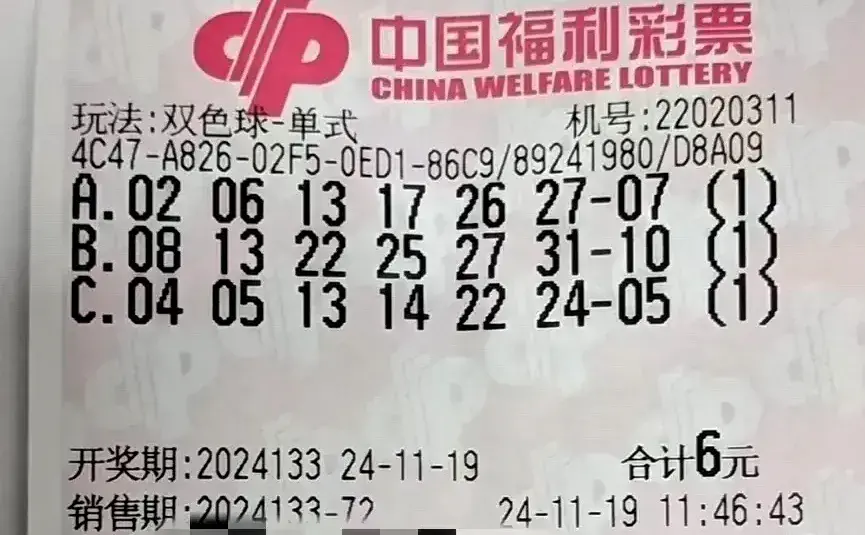 中国福利彩票
CHINA WELFARE LOTTERY
玩法:双色球-单式 机号:22020311
4C47-A826-02F5-0ED1-86C9/89241980/D8A09
A.02 06 13 17 26 27-07 (1)
B.08 13 22 25 27 31-10 (1)
C.04 05 13 14 22 24-05 (1)
开奖期:2024133 24-11-19 合计6元
销售期:2024133-72 24-11-19 11:46:43